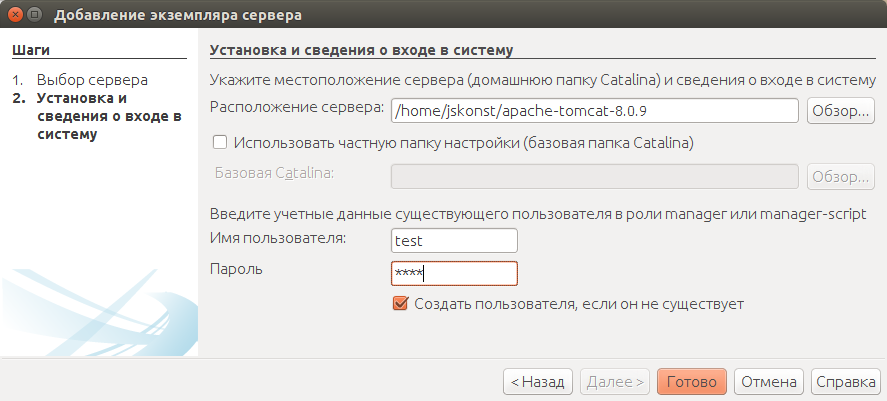 Добавление экземпляра сервера
Шаги
1. Выбор сервера
2. Установка и
сведения о входе в
систему
Установка и сведения о входе в систему
Укажите местоположение сервера (домашнюю папку Catalina) и сведения о входе в систему
Расположение сервера: /home/jskonst/apache-tomcat-8.0.9 Обзор...
Использовать частную папку настройки (базовая папка Catalina)
Базовая Catalina: Обзор...
Введите учетные данные существующего пользователя в роли manager или manager-script
Имя пользователя: test
Пароль ****
Создать пользователя, если он не существует
< Назад Далее > Готово Отмена Справка